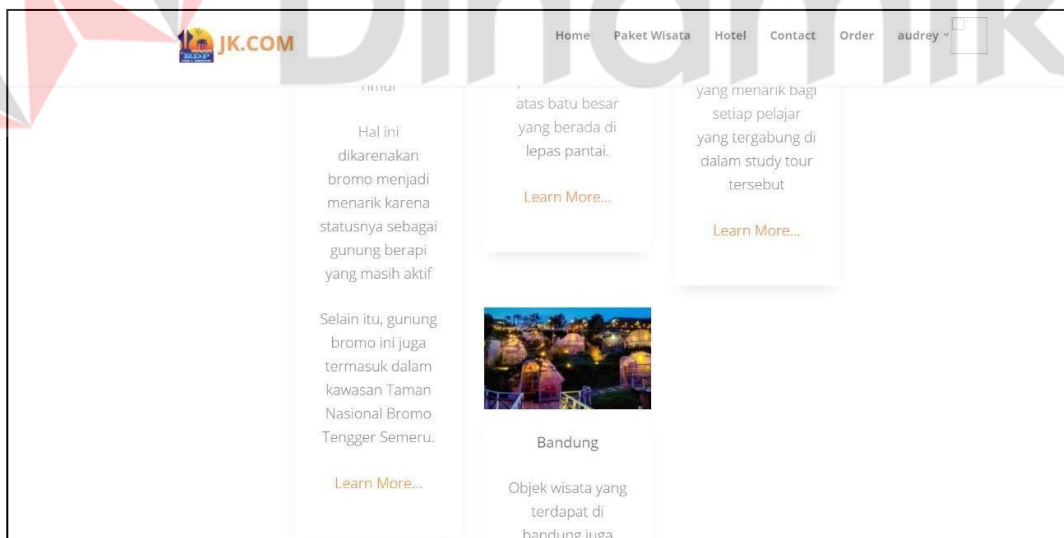 Dinamik
JK.COM
Home Paket Wisata Hotel Contact Order audrey
Timur
Hal ini
dikarenakan
bromo menjadi
menarik karena
statusnya sebagai
gunung berapi
yang masih aktif
Selain itu, gunung
bromo ini juga
termasuk dalam
kawasan Taman
Nasional Bromo
Tengger Semeru.
Learn More...
atas batu besar
yang berada di
lepas pantai.
Learn More...
Bandung
Objek wisata yang
terdapat di
bandung juga
yang menarik bagi
setiap pelajar
yang tergabung di
dalam study tour
tersebut
Learn More...